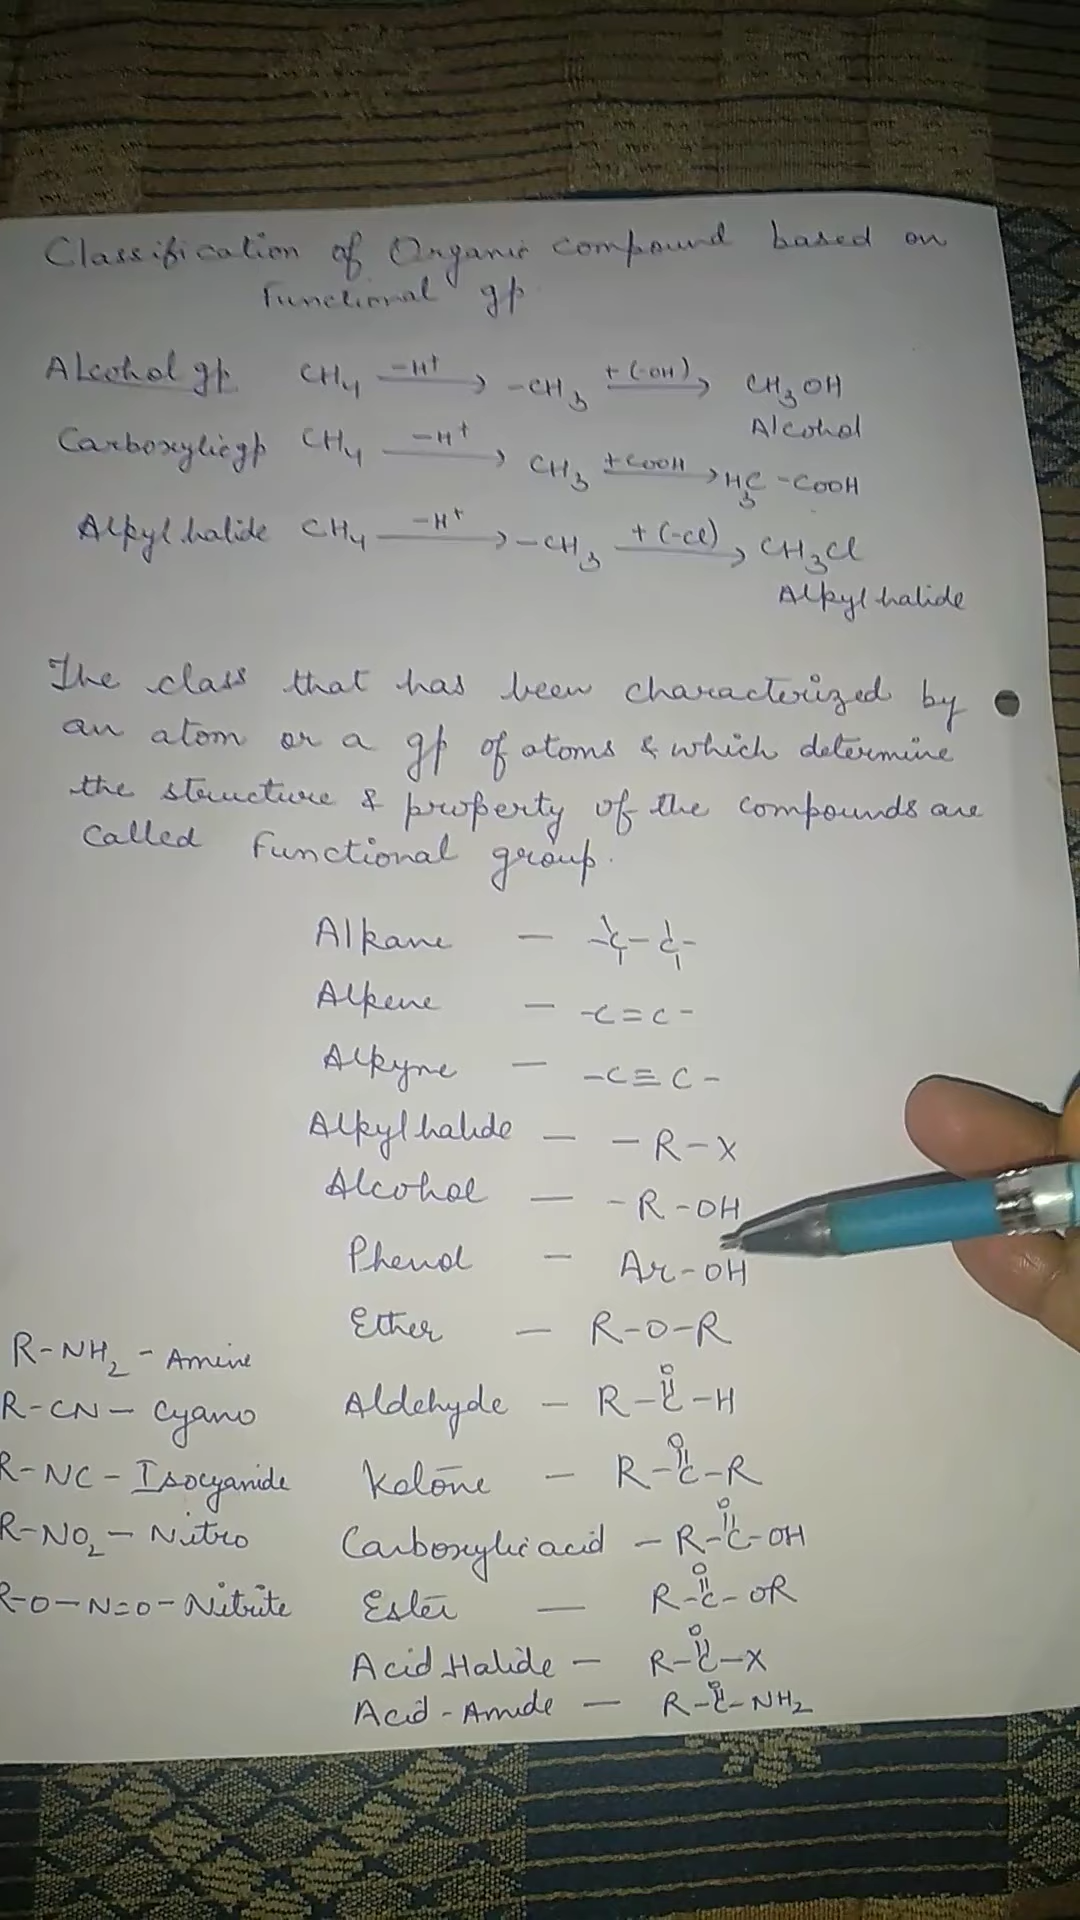 Classification of Organic compound based on
Functional gp
Alcohol gp CH4 —-H+→ -CH3 —+(-OH)→ CH3OH
Alcohol
Carboxylic gp CH4 —-H+→ CH3 —+COOH→ H3C-COOH
Alkyl halide CH4 —-H+→ -CH3 —+(-Cl)→ CH3Cl
Alkyl halide
The class that has been characterized by
an atom or a gp of atoms & which determine
the structure & property of the compounds are
called Functional group.
Alkane — -C-C-
Alkene — -C=C-
Alkyne — -C≡C-
Alkyl halide — -R-X
Alcohol — -R-OH
Phenol — Ar-OH
Ether — R-O-R
Aldehyde — R-C(=O)-H
Ketone — R-C(=O)-R
Carboxylic acid — R-C(=O)-OH
Ester — R-C(=O)-OR
Acid Halide — R-C(=O)-X
Acid-Amide — R-C(=O)-NH2
R-NH2 - Amine
R-CN - Cyano
R-NC - Isocyanide
R-NO2 - Nitro
R-O-N=O - Nitrite